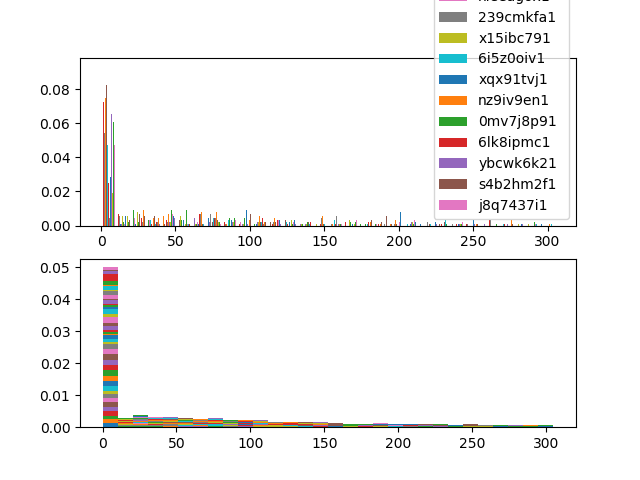 239cmkfa1
x15ibc791
6i5z0oiv1
xqx91tvj1
nz9iv9en1
0mv7j8p91
6lk8ipmc1
ybcwk6k21
s4b2hm2f1
j8q7437i1
0.08
0.06
0.04
0.02
0.00
0 50 100 150 200 250 300
0.05
0.04
0.03
0.02
0.01
0.00
0 50 100 150 200 250 300